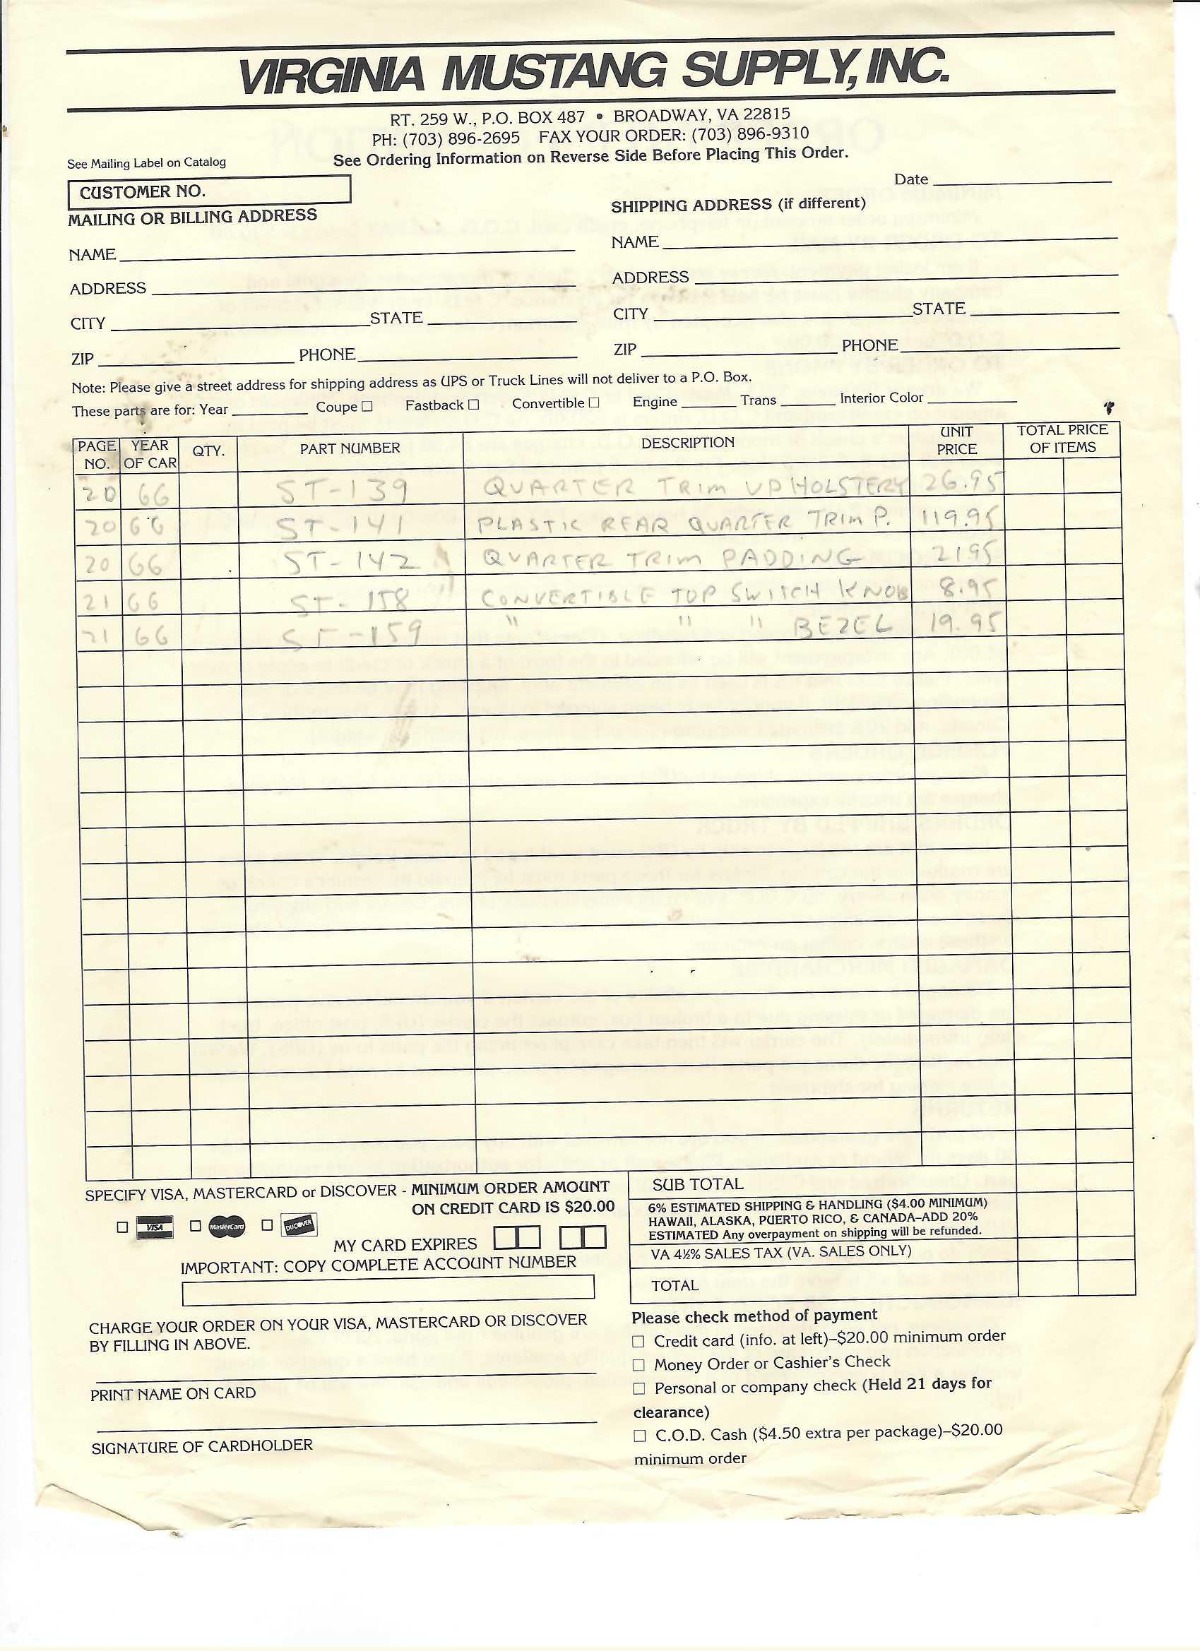 VIRGINIA MUSTANG SUPPLY, INC.
RT. 259 W., P.O. BOX 487 • BROADWAY, VA 22815
PH: (703) 896-2695 FAX YOUR ORDER: (703) 896-9310
See Mailing Label on Catalog
See Ordering Information on Reverse Side Before Placing This Order.
CUSTOMER NO.
Date
MAILING OR BILLING ADDRESS
SHIPPING ADDRESS (if different)
NAME
NAME
ADDRESS
ADDRESS
CITY STATE
CITY STATE
ZIP PHONE
ZIP PHONE
Note: Please give a street address for shipping address as UPS or Truck Lines will not deliver to a P.O. Box.
These parts are for: Year Coupe ☐ Fastback ☐ Convertible ☐ Engine Trans Interior Color
PAGE NO. YEAR OF CAR QTY. PART NUMBER DESCRIPTION UNIT PRICE TOTAL PRICE OF ITEMS
20 66 ST-139 QUARTER TRIM UPHOLSTERY 26.95
20 66 ST-141 PLASTIC REAR QUARTER TRIM P. 119.95
20 66 ST-142 QUARTER TRIM PADDING 2195
21 66 ST-158 CONVERTIBLE TOP SWITCH KNOB 8.95
21 66 ST-159 " " " BEZEL 19.95
SPECIFY VISA, MASTERCARD or DISCOVER - MINIMUM ORDER AMOUNT
ON CREDIT CARD IS $20.00
☐ VISA ☐ MasterCard ☐ DISCOVER
MY CARD EXPIRES
IMPORTANT: COPY COMPLETE ACCOUNT NUMBER
CHARGE YOUR ORDER ON YOUR VISA, MASTERCARD OR DISCOVER
BY FILLING IN ABOVE.
PRINT NAME ON CARD
SIGNATURE OF CARDHOLDER
SUB TOTAL
6% ESTIMATED SHIPPING & HANDLING ($4.00 MINIMUM)
HAWAII, ALASKA, PUERTO RICO, & CANADA–ADD 20%
ESTIMATED Any overpayment on shipping will be refunded.
VA 4½% SALES TAX (VA. SALES ONLY)
TOTAL
Please check method of payment
☐ Credit card (info. at left)–$20.00 minimum order
☐ Money Order or Cashier's Check
☐ Personal or company check (Held 21 days for
clearance)
☐ C.O.D. Cash ($4.50 extra per package)–$20.00
minimum order